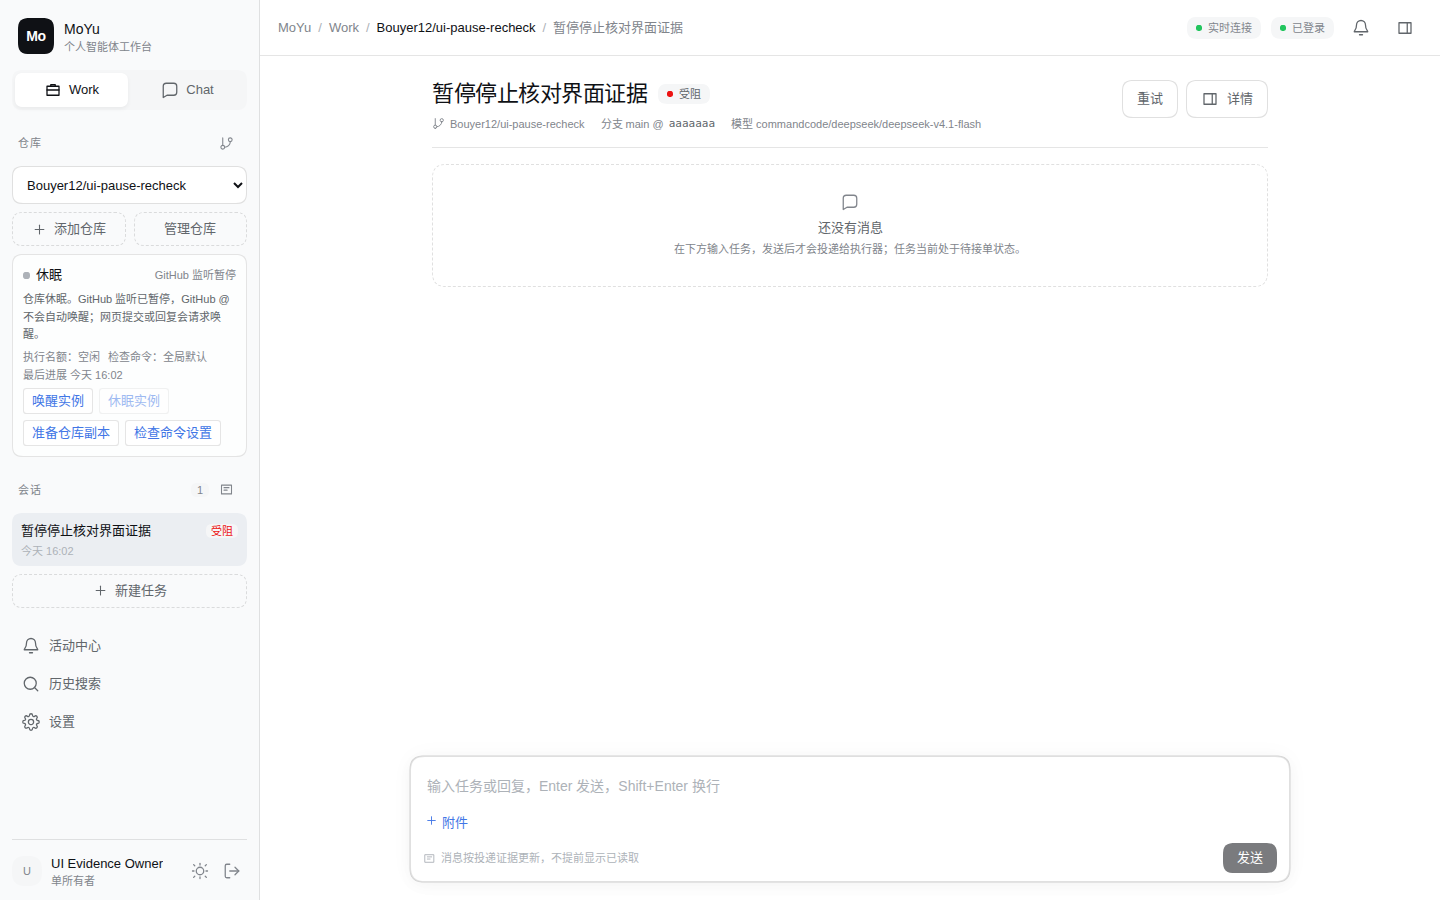 Mo
MoYu
个人智能体工作台
Work
Chat
仓库
Bouyer12/ui-pause-recheck
添加仓库
管理仓库
休眠
GitHub 监听暂停
仓库休眠。GitHub 监听已暂停，GitHub @
不会自动唤醒；网页提交或回复会请求唤
醒。
执行名额：空闲 检查命令：全局默认
最后进展 今天 16:02
唤醒实例
休眠实例
准备仓库副本
检查命令设置
会话
1
暂停停止核对界面证据
受阻
今天 16:02
新建任务
活动中心
历史搜索
设置
U
UI Evidence Owner
单所有者
MoYu / Work / Bouyer12/ui-pause-recheck / 暂停停止核对界面证据
实时连接
已登录
暂停停止核对界面证据
受阻
重试
详情
Bouyer12/ui-pause-recheck 分支 main @ aaaaaaa 模型 commandcode/deepseek/deepseek-v4.1-flash
还没有消息
在下方输入任务，发送后才会投递给执行器；任务当前处于待接单状态。
输入任务或回复，Enter 发送，Shift+Enter 换行
附件
消息按投递证据更新，不提前显示已读取
发送